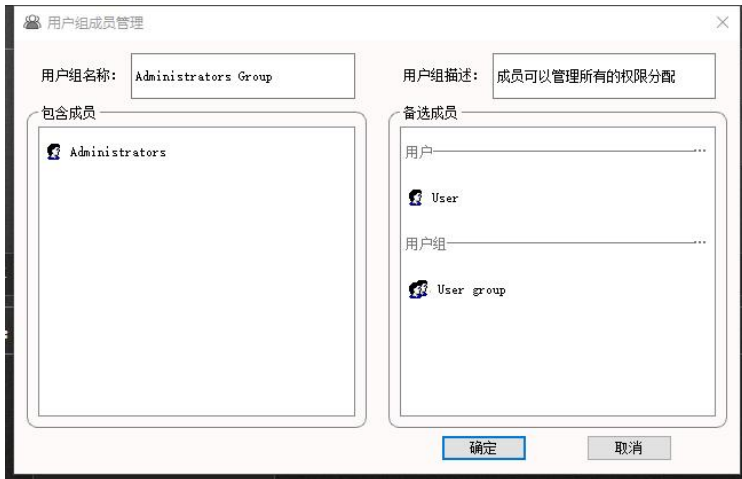 用户组成员管理
用户组名称： Administrators Group 用户组描述： 成员可以管理所有的权限分配
包含成员
Administrators
备选成员
用户
User
用户组
User group
确定 取消